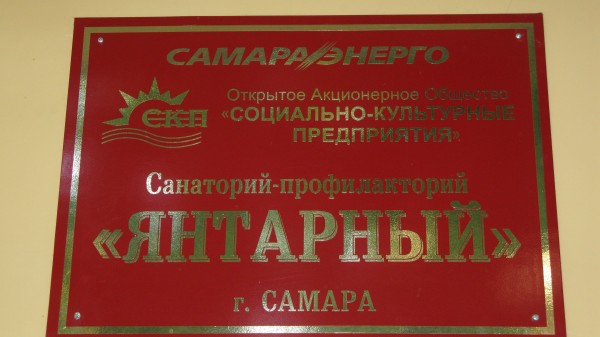 САМАРАЭНЕРГО
СКП
Открытое Акционерное Общество
«СОЦИАЛЬНО-КУЛЬТУРНЫЕ
ПРЕДПРИЯТИЯ»
Санаторий-профилакторий
«ЯНТАРНЫЙ»
г. САМАРА